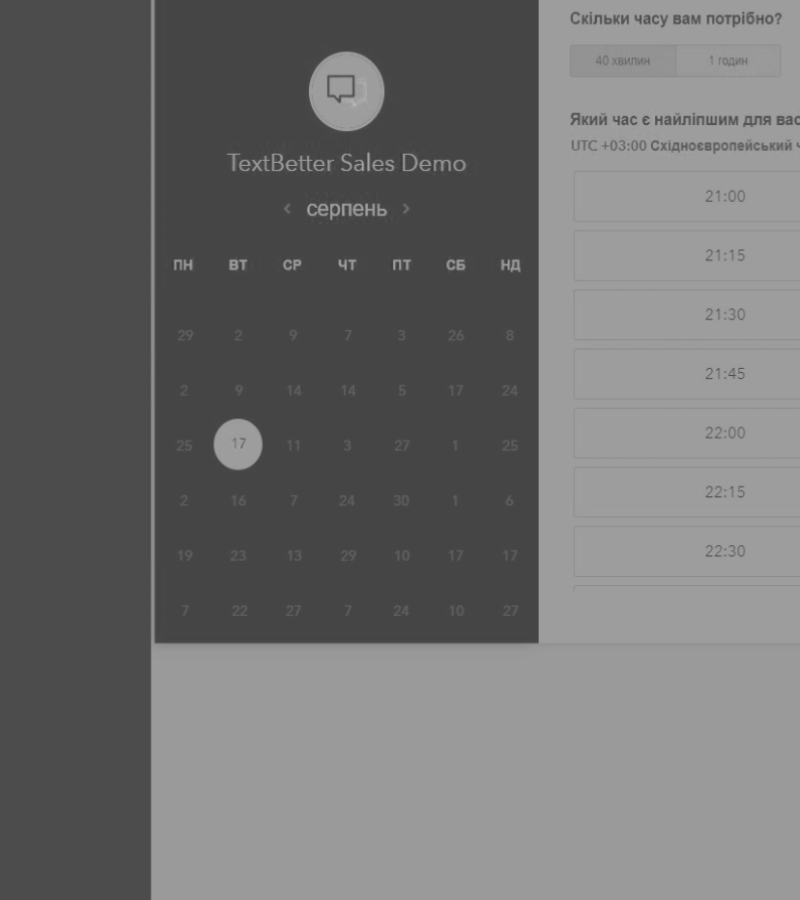 TextBetter Sales Demo
‹ серпень ›
ПН ВТ СР ЧТ ПТ СБ НД
29 2 9 7 3 26 8
2 9 14 14 5 17 24
25 17 11 3 27 1 25
2 16 7 24 30 1 6
19 23 13 29 10 17 17
7 22 27 7 24 10 27
Скільки часу вам потрібно?
40 хвилин 1 годин
Який час є найліпшим для вас
UTC +03:00 Східноєвропейський
21:00
21:15
21:30
21:45
22:00
22:15
22:30